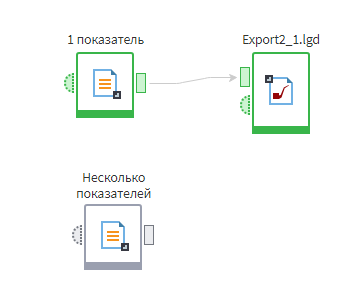 1 показатель
Export2_1.lgd
Несколько
показателей